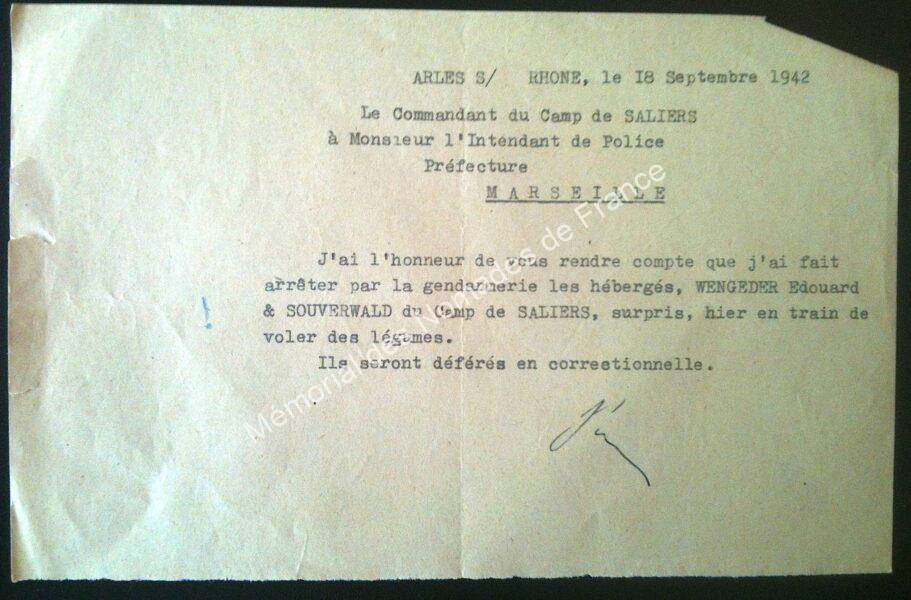 ARLES S/ RHONE, le I8 Septembre 1942
Le Commandant du Camp de SALIERS
à Monsieur l'Intendant de Police
Préfecture
MARSEILLE
J'ai l'honneur de vous rendre compte que j'ai fait
arrêter par la gendarmerie les hébergés, WENGEDER Edouard
& SOUVERWALD du Camp de SALIERS, surpris, hier en train de
voler des légumes.
Ils seront déférés en correctionnelle.
Mémorial des Nomades de France